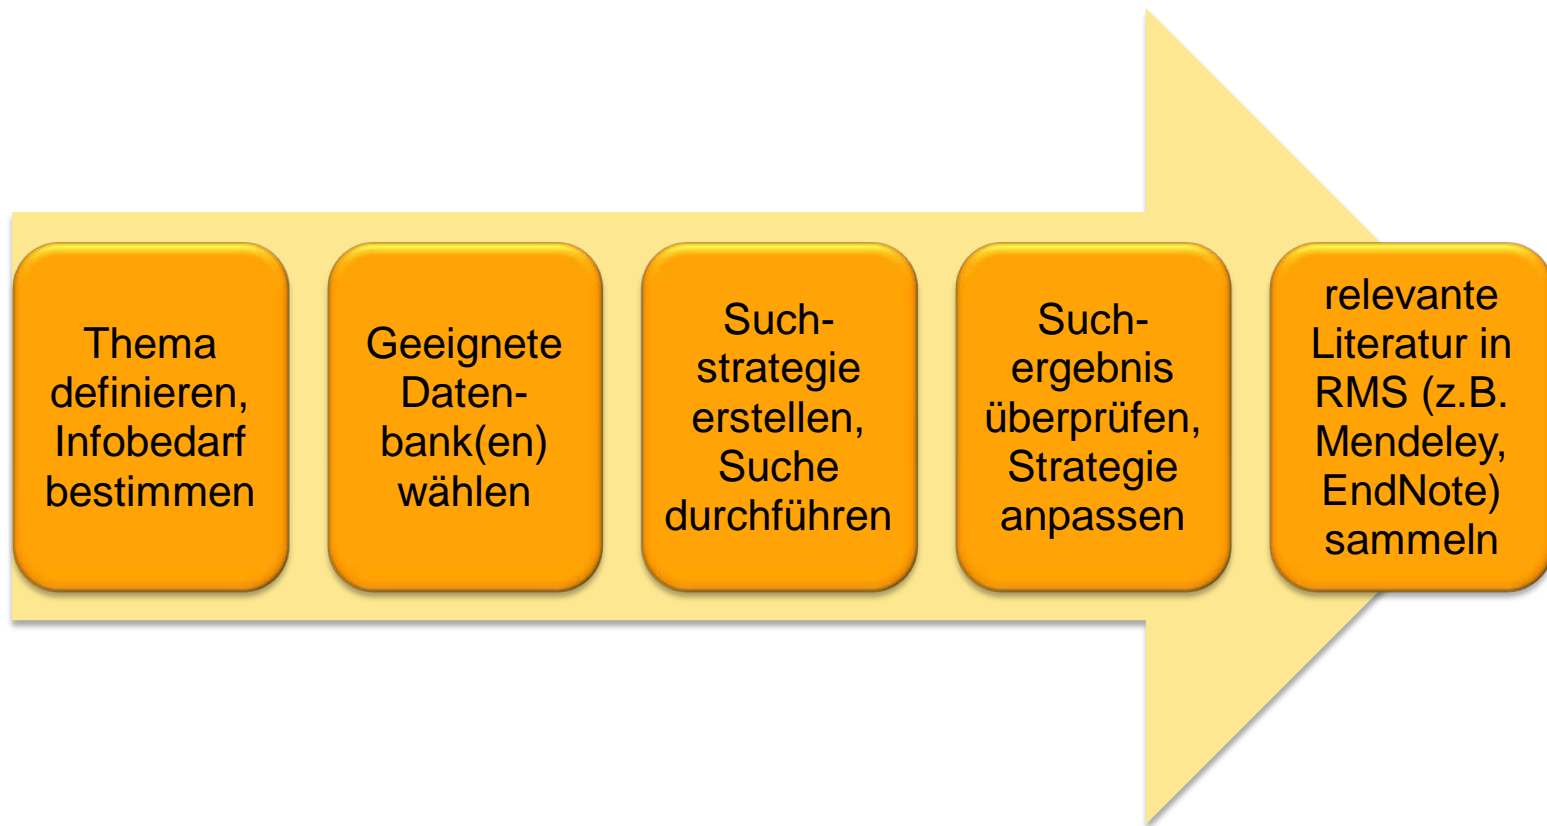 Thema
definieren,
Infobedarf
bestimmen
Geeignete
Daten-
bank(en)
wählen
Such-
strategie
erstellen,
Suche
durchführen
Such-
ergebnis
überprüfen,
Strategie
anpassen
relevante
Literatur in
RMS (z.B.
Mendeley,
EndNote)
sammeln